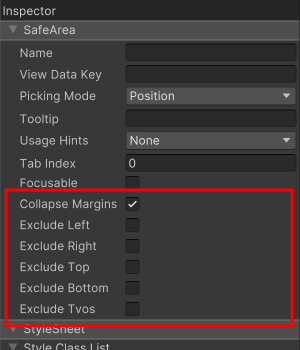 Inspector
SafeArea
Name
View Data Key
Picking Mode Position
Tooltip
Usage Hints None
Tab Index 0
Focusable
Collapse Margins
Exclude Left
Exclude Right
Exclude Top
Exclude Bottom
Exclude Tvos
StyleSheet
Style Class List